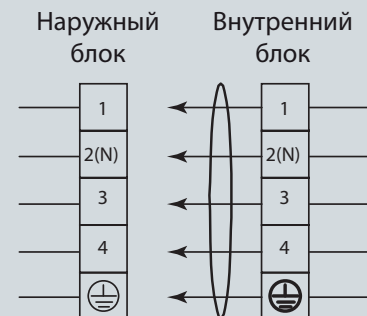 Наружный
блок
Внутренний
блок
1
1
2(N)
2(N)
3
3
4
4